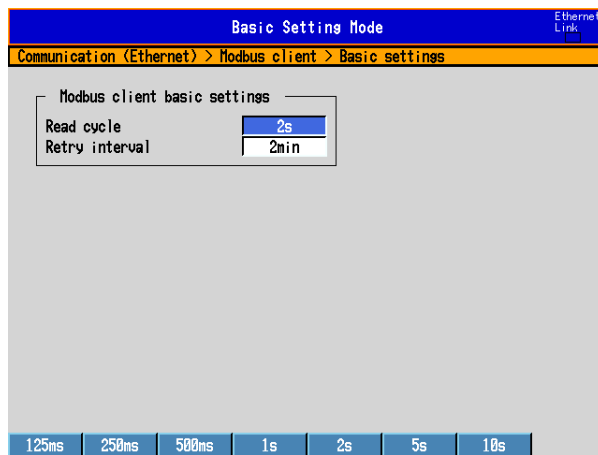 Basic Setting Mode
Ethernet
Link
Communication (Ethernet) > Modbus client > Basic settings
Modbus client basic settings
Read cycle 2s
Retry interval 2min
125ms 250ms 500ms 1s 2s 5s 10s